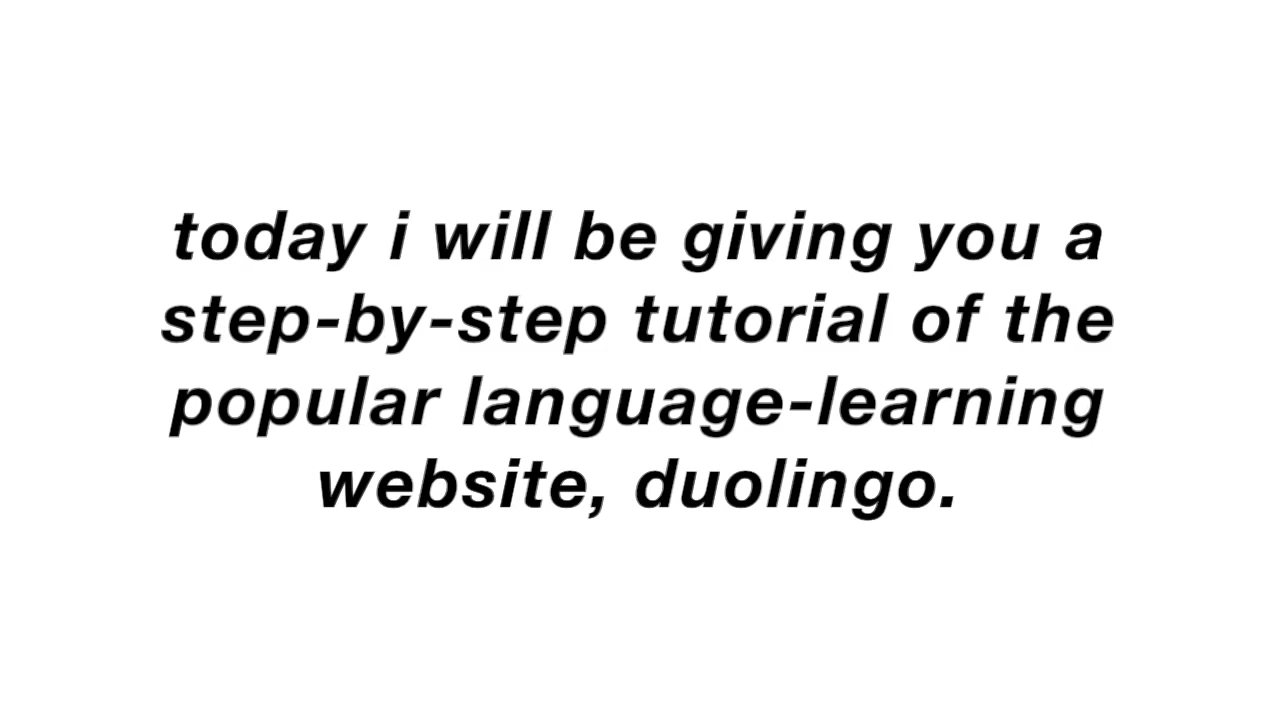 today i will be giving you a
step-by-step tutorial of the
popular language-learning
website, duolingo.